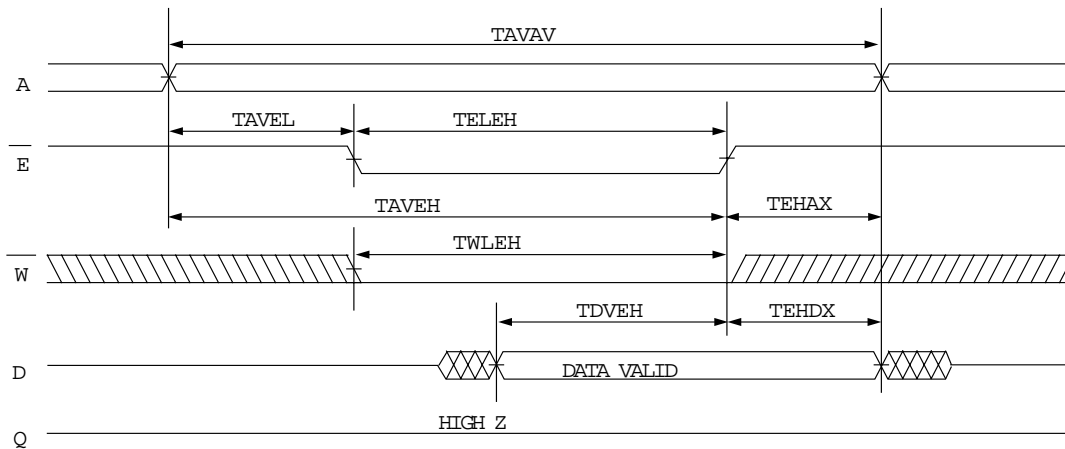 TAVAV
A
TAVEL TELEH
E
TAVEH TEHAX
TWLEH
W
TDVEH TEHDX
D DATA VALID
HIGH Z
Q